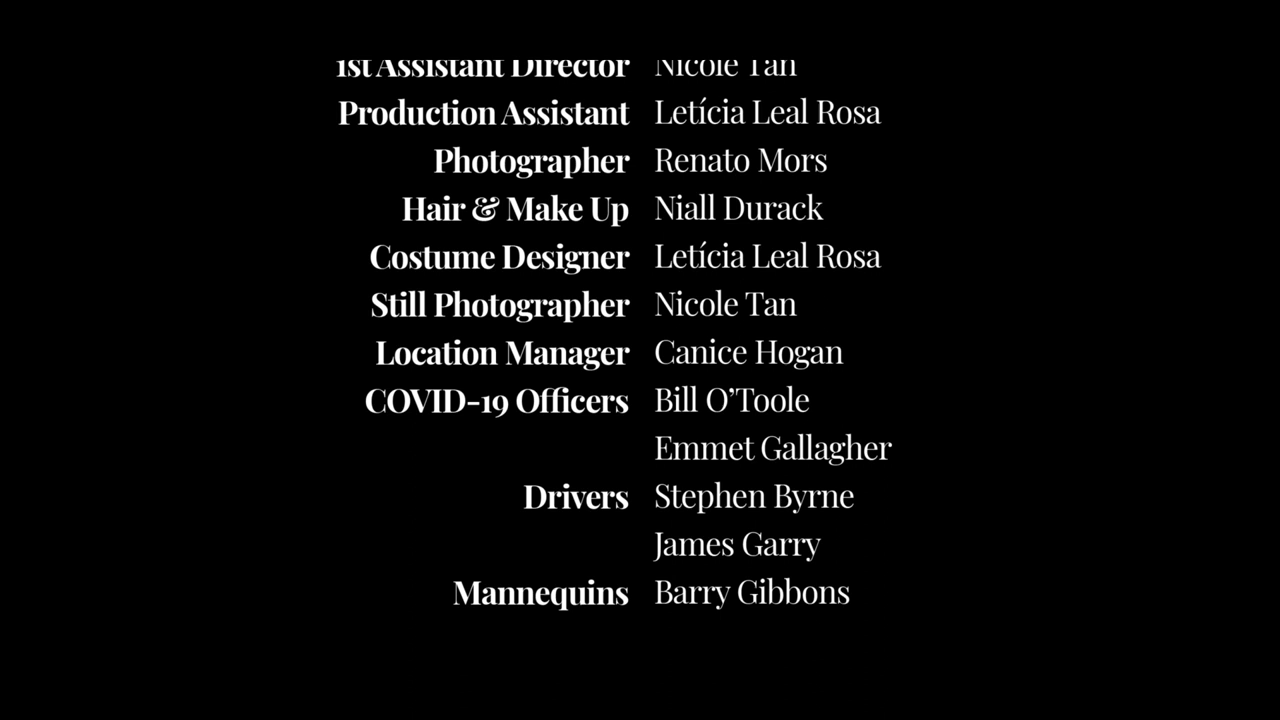 1st Assistant Director Nicole Tan
Production Assistant Letícia Leal Rosa
Photographer Renato Mors
Hair & Make Up Niall Durack
Costume Designer Letícia Leal Rosa
Still Photographer Nicole Tan
Location Manager Canice Hogan
COVID-19 Officers Bill O’Toole
Emmet Gallagher
Drivers Stephen Byrne
James Garry
Mannequins Barry Gibbons